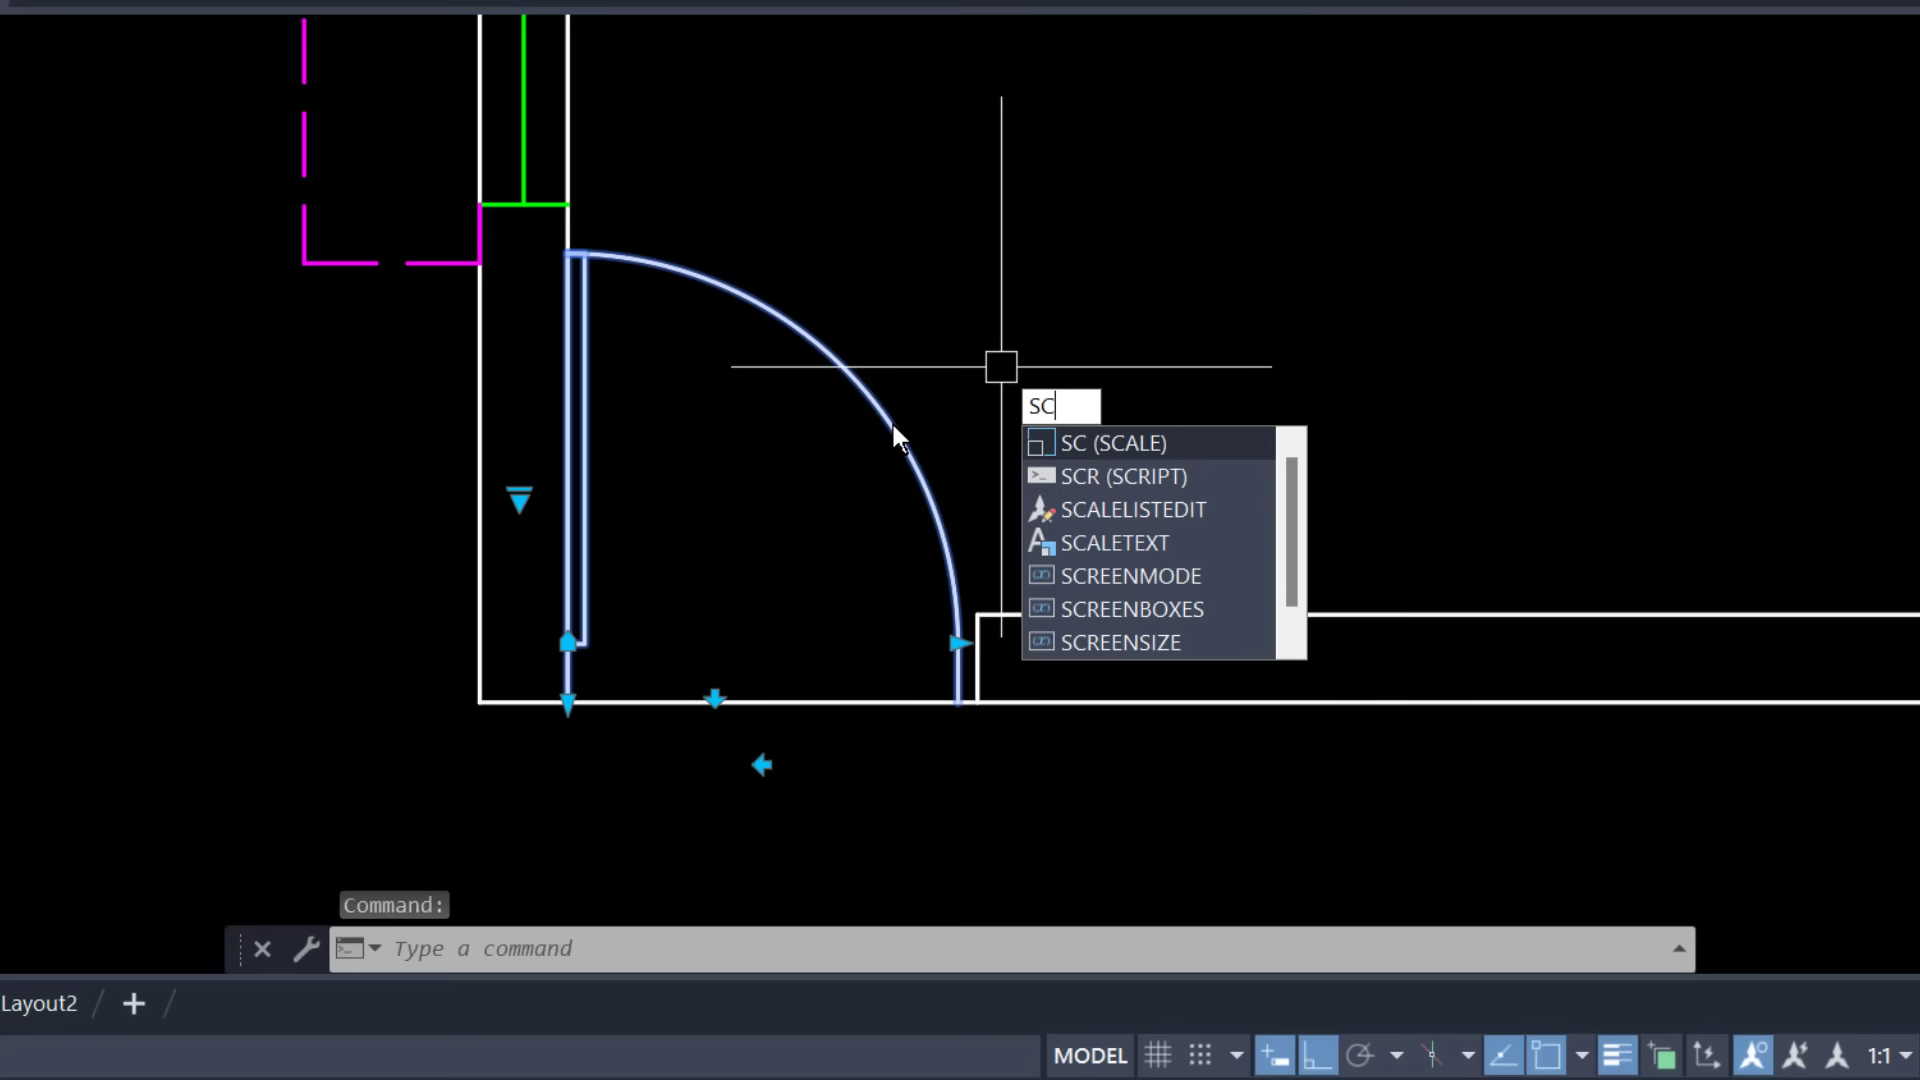 SC
SC (SCALE)
SCR (SCRIPT)
SCALELISTEDIT
SCALETEXT
SCREENMODE
SCREENBOXES
SCREENSIZE
Command:
Type a command
Layout2
MODEL
1:1